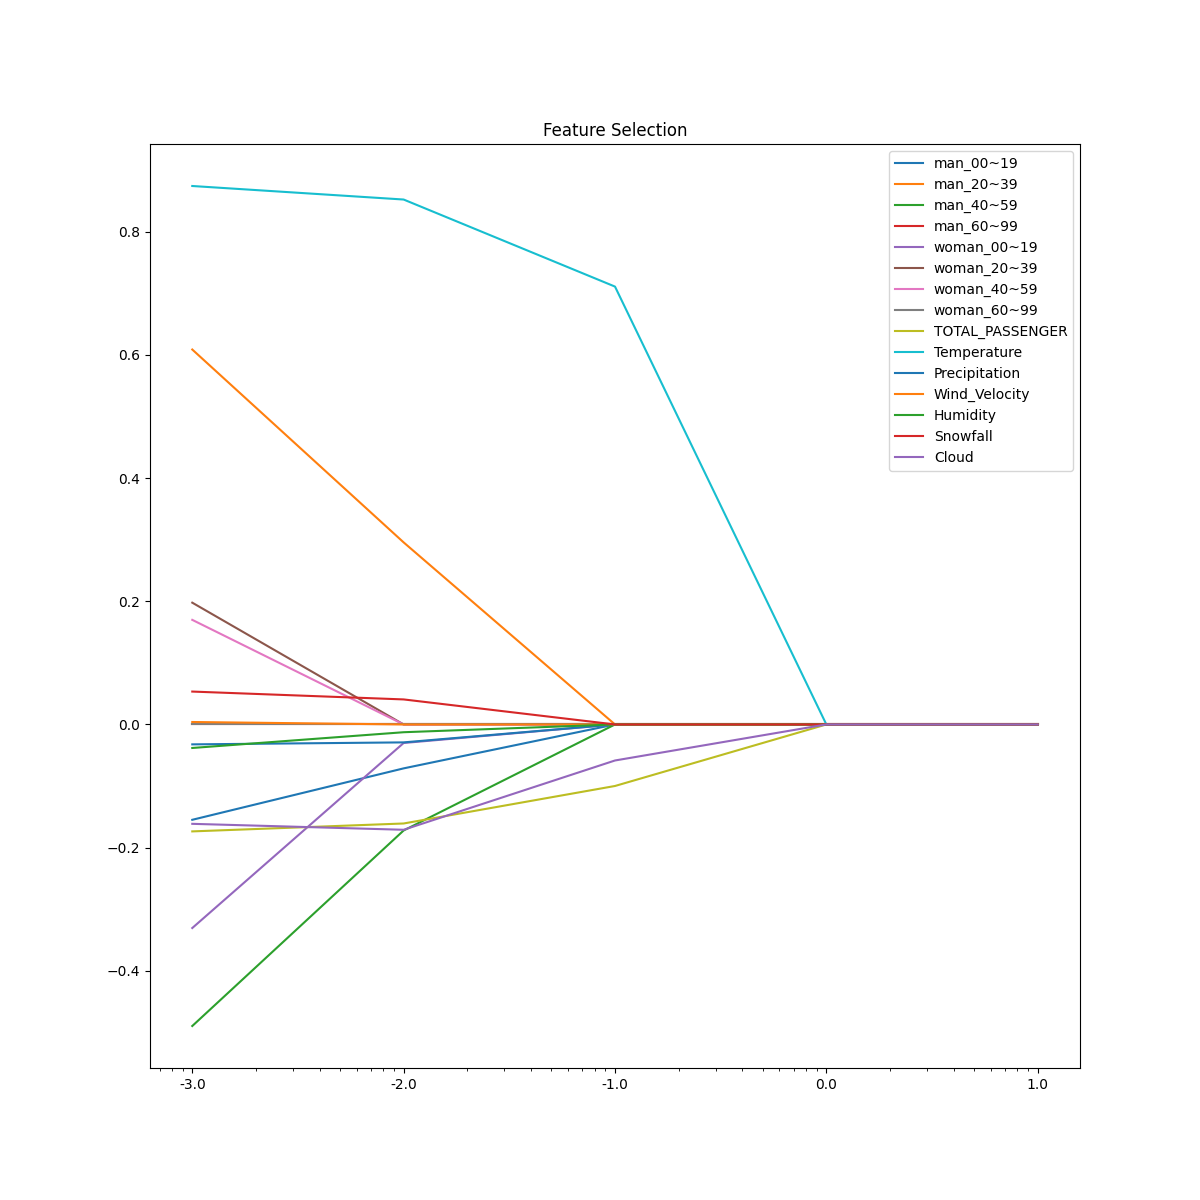 Feature Selection
man_00~19
man_20~39
man_40~59
man_60~99
woman_00~19
woman_20~39
woman_40~59
woman_60~99
TOTAL_PASSENGER
Temperature
Precipitation
Wind_Velocity
Humidity
Snowfall
Cloud
0.8
0.6
0.4
0.2
0.0
−0.2
−0.4
-3.0 -2.0 -1.0 0.0 1.0